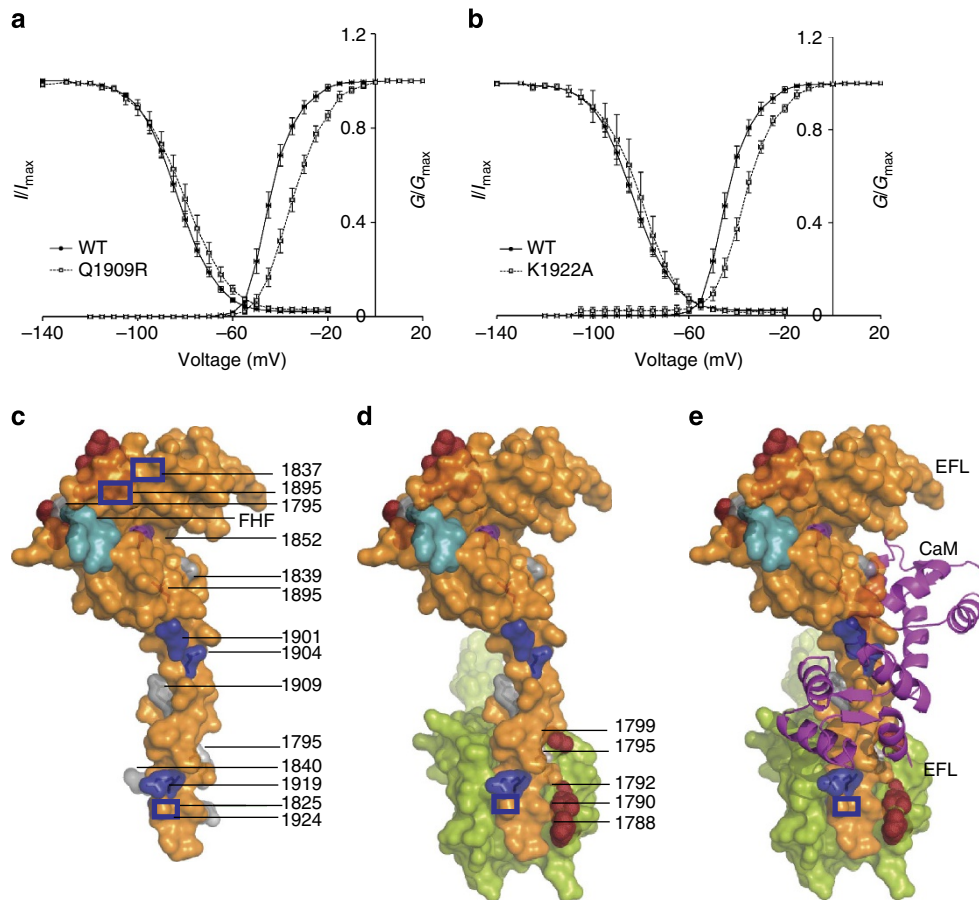 a
1.2
0.8
0.4
0
I/Imax
G/Gmax
WT
Q1909R
−140
−100
−60
−20
20
Voltage (mV)
b
1.2
0.8
0.4
0
I/Imax
G/Gmax
WT
K1922A
−140
−100
−60
−20
20
Voltage (mV)
c
1837
1895
1795
FHF
1852
1839
1895
1901
1904
1909
1795
1840
1919
1825
1924
d
1799
1795
1792
1790
1788
e
EFL
CaM
EFL